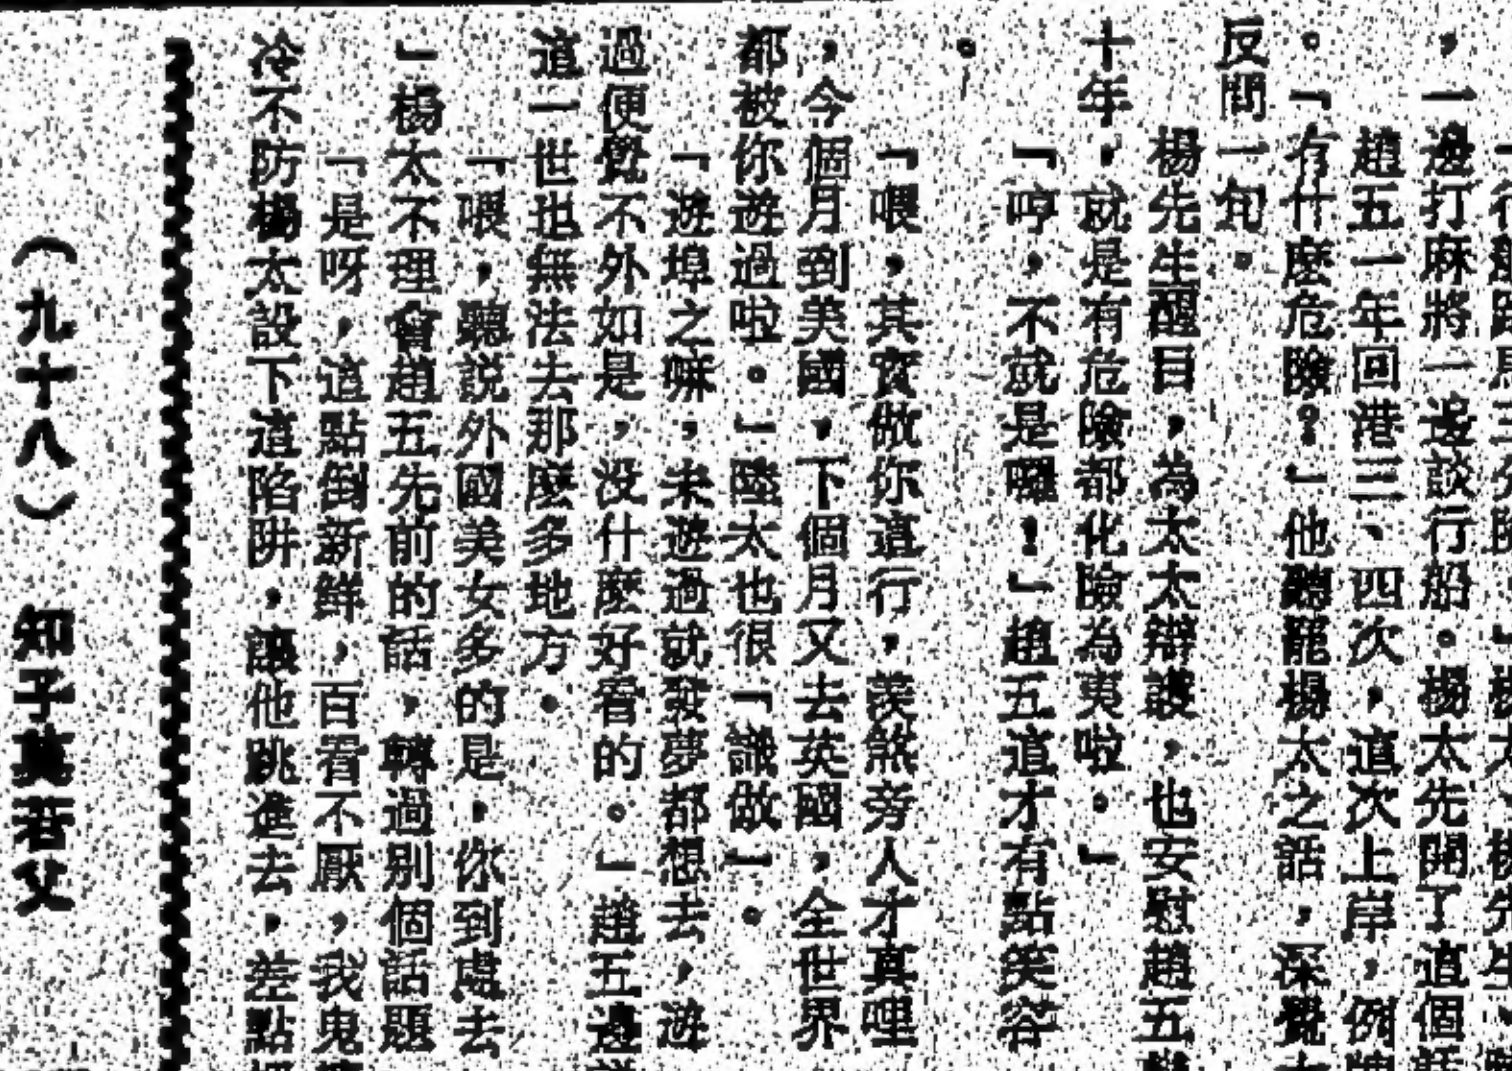 ，一邊打麻將一邊談行船。楊太先開了這個話
趙五一年回港三、四次，這次上岸，例牌
。「有什麼危險？」他聽罷楊太之話，深覺
反問一句。
楊先生醒目，為太太辯護，也安慰趙五
十年，就是有危險都化險為夷啦。」
「哼，不就是囉！」趙五這才有點笑容
。
「喂，其實做你這行，羨煞旁人才真哩
，今個月到美國，下個月又去英國，全世界
都被你遊過啦。」陸太也很「識做」。
「遊埠之嘛，未遊過就發夢都想去，遊
過便覺不外如是，没什麼好看的。」趙五邊說
這一世也無法去那麼多地方。
「喂，聽説外國美女多的是，你到處去
」楊太不理會趙五先前的話，轉過別個話題
「是呀，這點倒新鮮，百看不厭，我鬼
冷不防楊太設下這陷阱，讓他跳進去，差點
（九十八） 知子莫若父